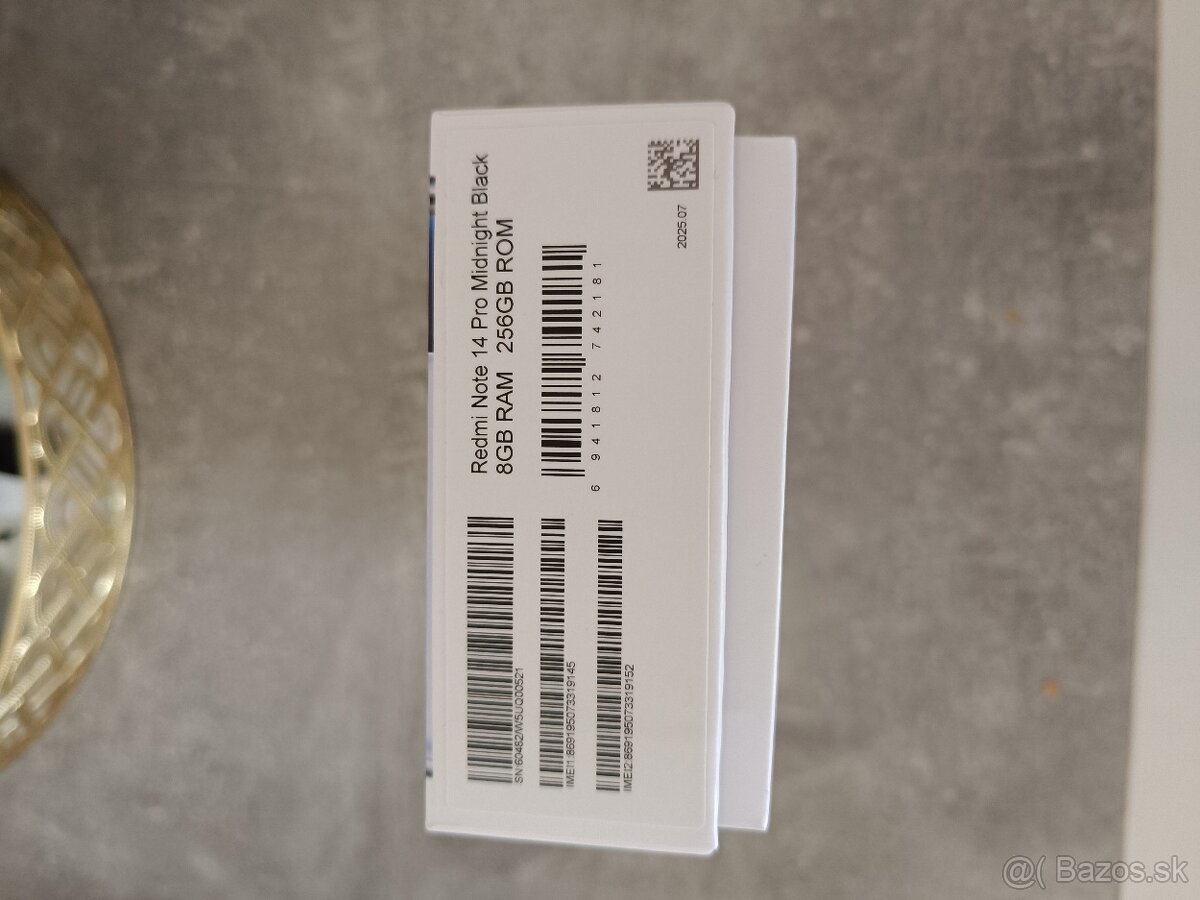 Redmi Note 14 Pro Midnight Black
8GB RAM 256GB ROM
SN:60482/W5UQ00521
6 941812 742181
IMEI1:869195073319145
IMEI2:869195073319152
2025.07
@( Bazos.sk